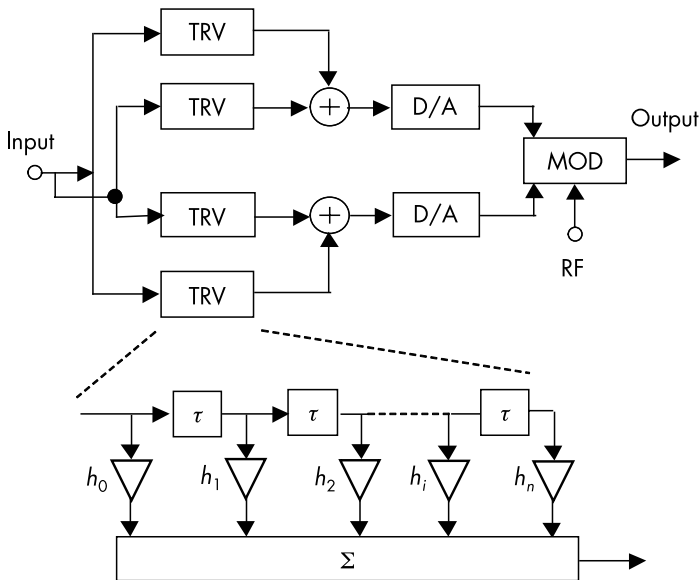 TRV
TRV
+
D/A
Output
Input
MOD
TRV
+
D/A
RF
TRV
τ
τ
τ
h₀
h₁
h₂
hᵢ
hₙ
Σ